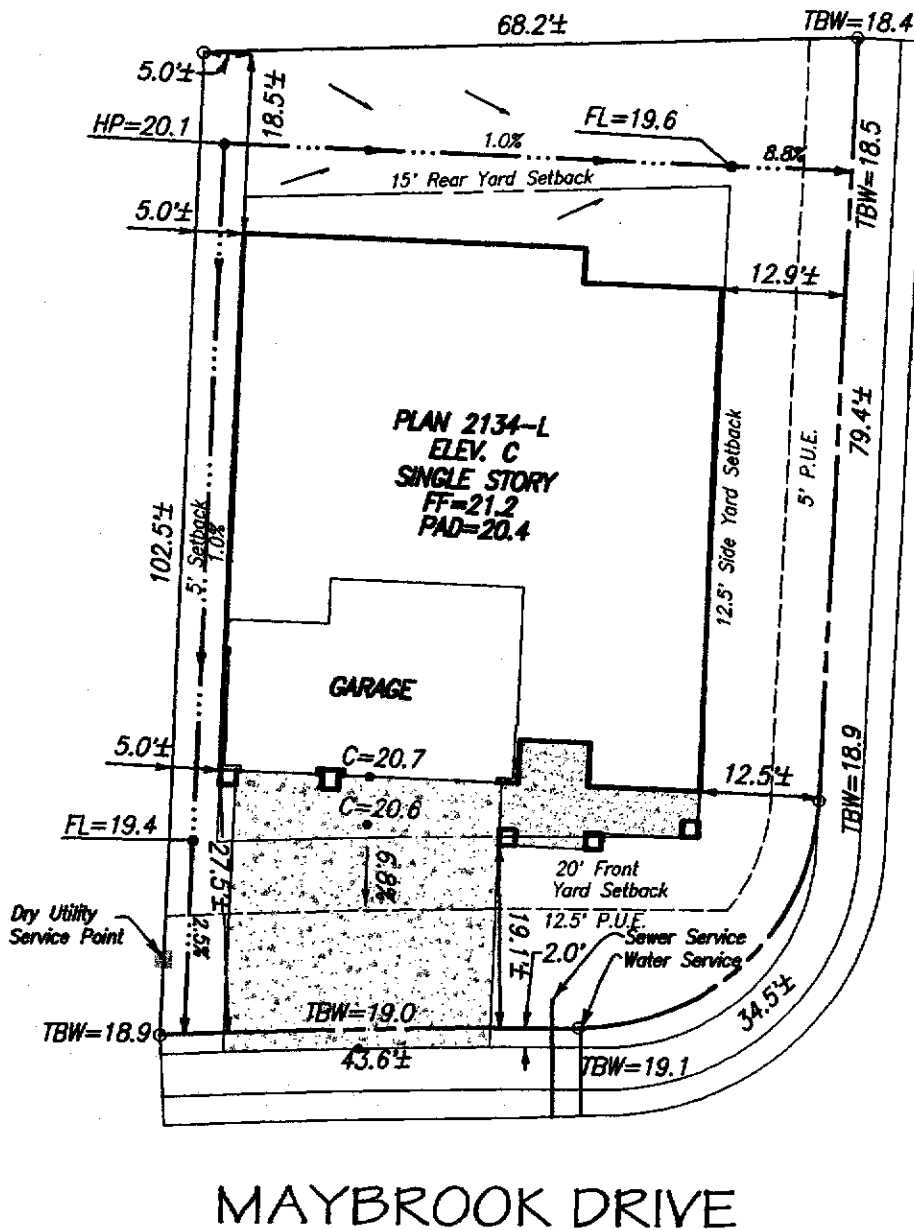 68.2'±
TBW=18.4
5.0'±
18.5'±
HP=20.1
1.0%
FL=19.6
8.8%
TBW=18.5
15' Rear Yard Setback
5.0'±
12.9'±
PLAN 2134-L
ELEV. C
SINGLE STORY
FF=21.2
PAD=20.4
79.4'±
5' P.U.E.
12.5' Side Yard Setback
102.5'±
5' Setback
1.0%
GARAGE
5.0'±
C=20.7
12.5'±
TBW=18.9
C=20.6
FL=19.4
27.5'±
6.8%
20' Front
Yard Setback
Dry Utility
Service Point
2.5%
19.1'±
12.5' P.U.E.
2.0'
Sewer Service
Water Service
34.5'±
TBW=18.9
TBW=19.0
43.6'±
TBW=19.1
MAYBROOK DRIVE